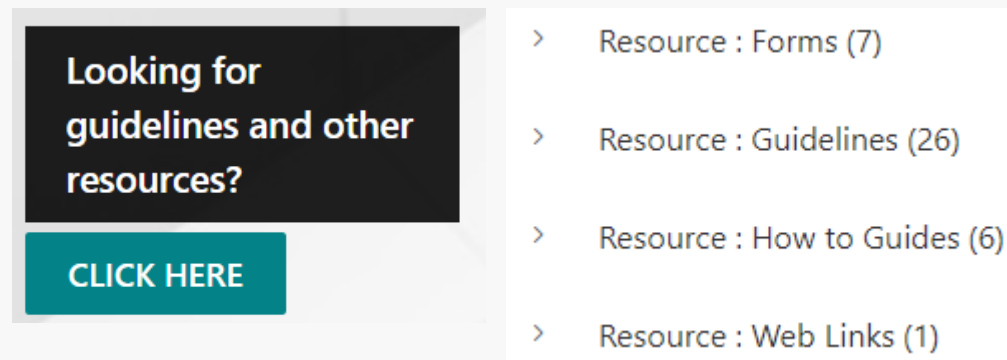 Looking for
guidelines and other
resources?
CLICK HERE
Resource : Forms (7)
Resource : Guidelines (26)
Resource : How to Guides (6)
Resource : Web Links (1)